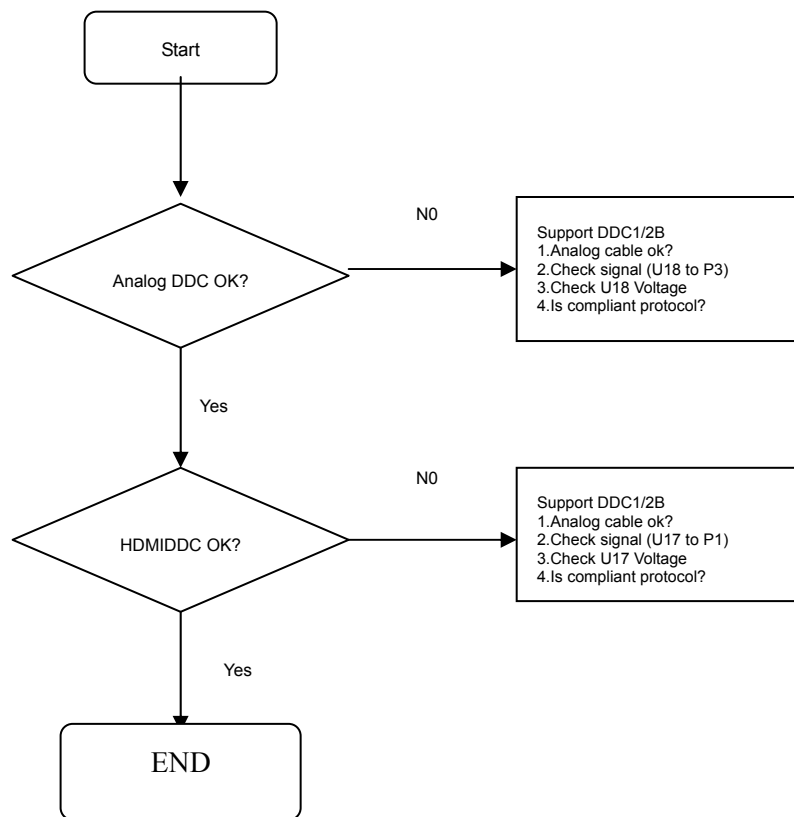 Start
Analog DDC OK?
N0
Support DDC1/2B
1.Analog cable ok?
2.Check signal (U18 to P3)
3.Check U18 Voltage
4.Is compliant protocol?
Yes
HDMIDDC OK?
N0
Support DDC1/2B
1.Analog cable ok?
2.Check signal (U17 to P1)
3.Check U17 Voltage
4.Is compliant protocol?
Yes
END